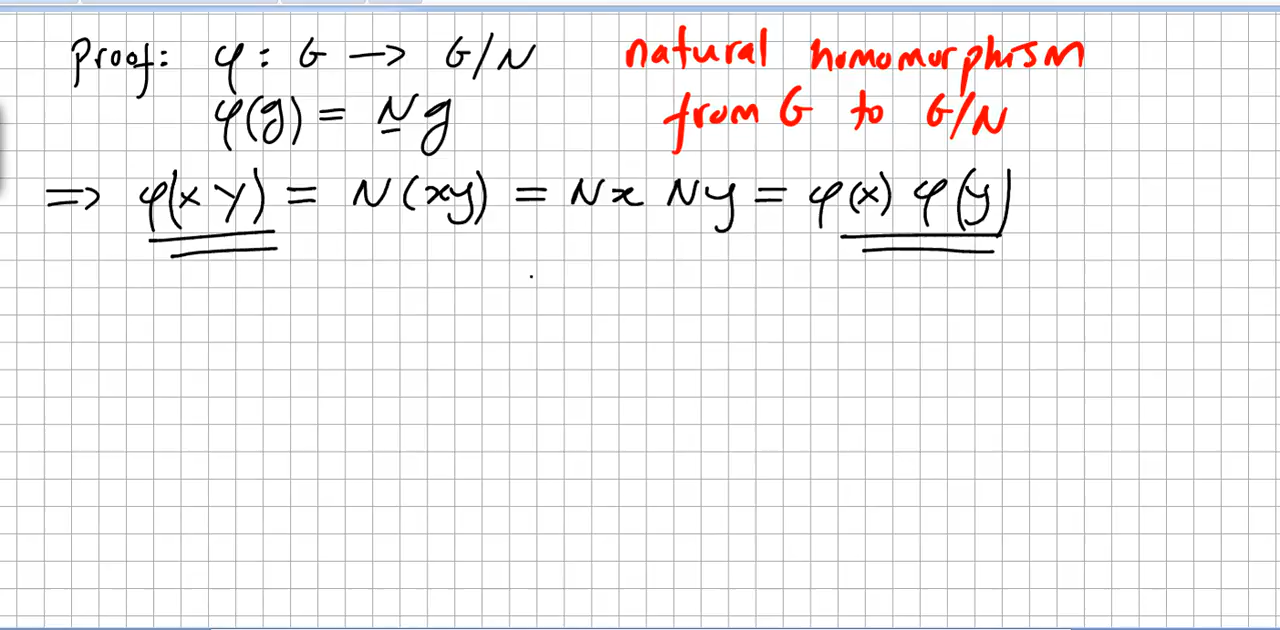 Proof: φ : G → G/N natural homomorphism
φ(g) = Ng from G to G/N
⇒ φ(xy) = N(xy) = Nx Ny = φ(x) φ(y)